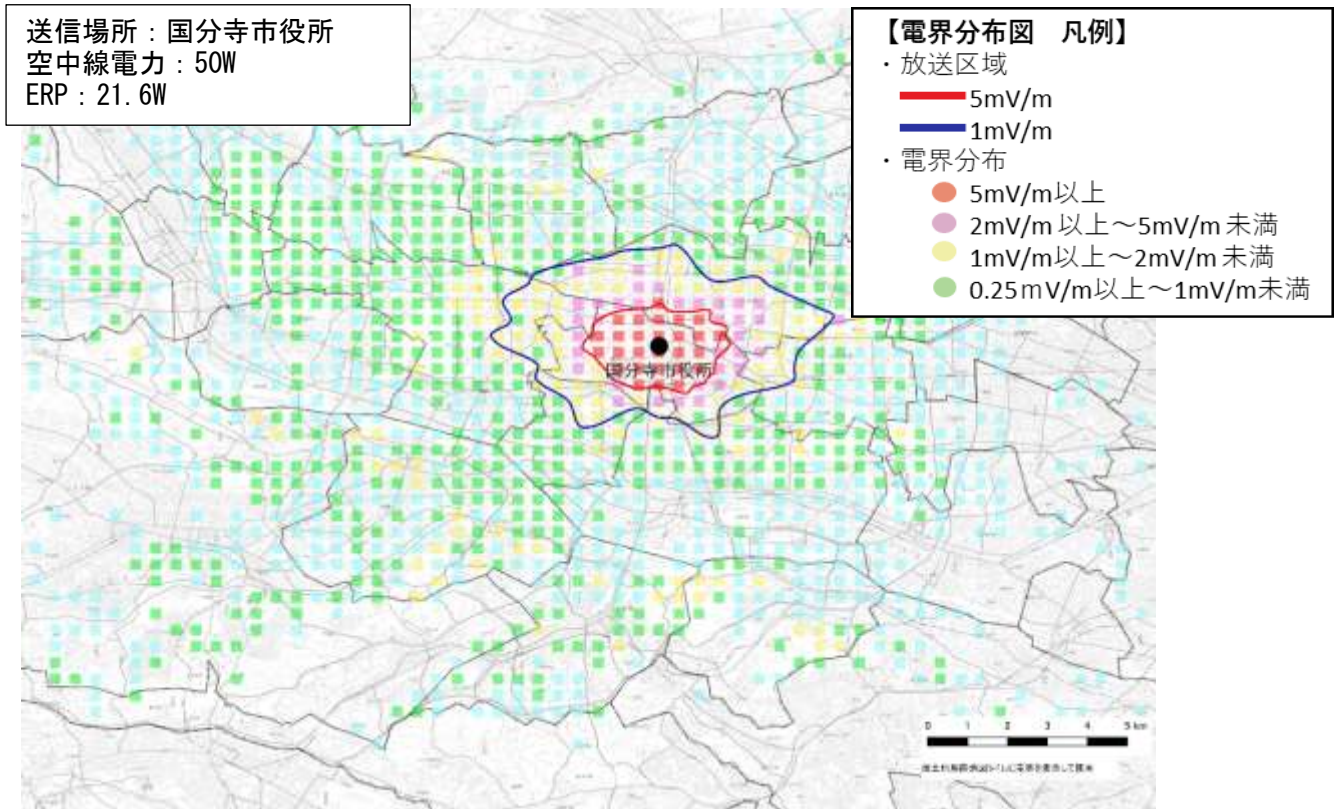 送信場所：国分寺市役所
空中線電力：50W
ERP：21.6W
【電界分布図　凡例】
・放送区域
5mV/m
1mV/m
・電界分布
5mV/m以上
2mV/m以上～5mV/m未満
1mV/m以上～2mV/m未満
0.25mV/m以上～1mV/m未満
国分寺市役所
0 1 2 3 4 5 km